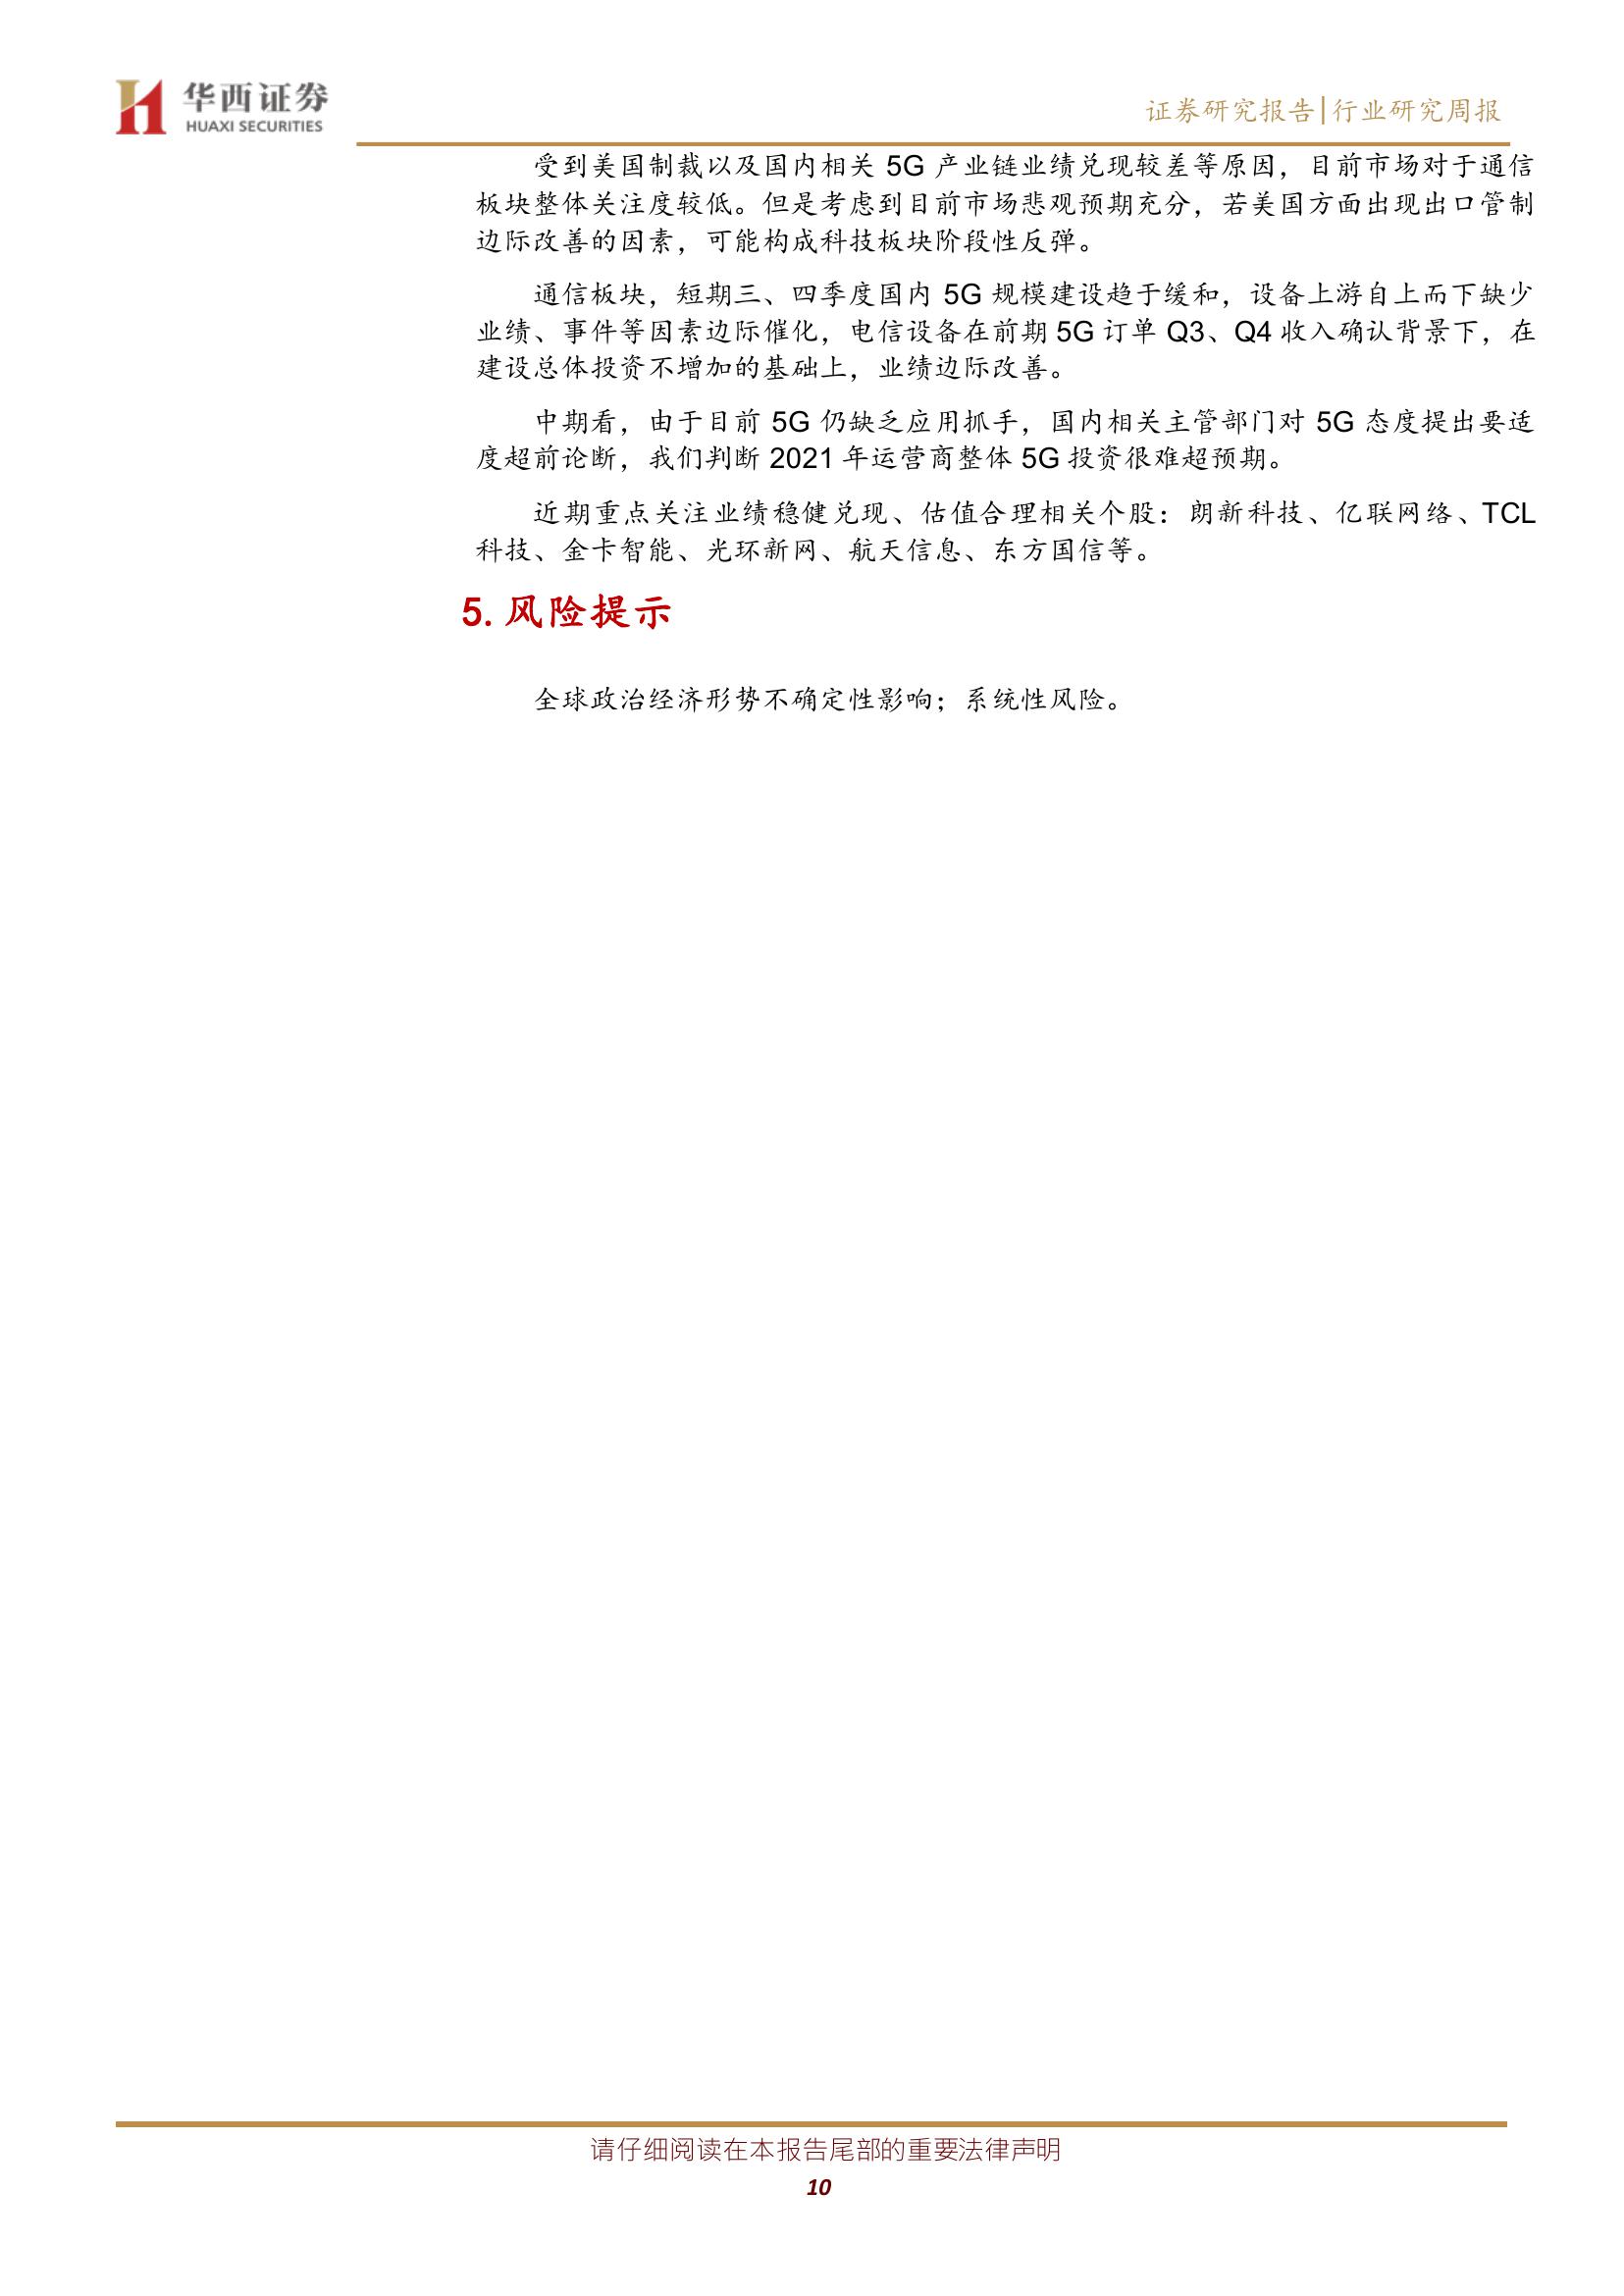 华西证券
HUAXI SECURITIES
证券研究报告|行业研究周报
受到美国制裁以及国内相关 5G 产业链业绩兑现较差等原因，目前市场对于通信
板块整体关注度较低。但是考虑到目前市场悲观预期充分，若美国方面出现出口管制
边际改善的因素，可能构成科技板块阶段性反弹。
通信板块，短期三、四季度国内 5G 规模建设趋于缓和，设备上游自上而下缺少
业绩、事件等因素边际催化，电信设备在前期 5G 订单 Q3、Q4 收入确认背景下，在
建设总体投资不增加的基础上，业绩边际改善。
中期看，由于目前 5G 仍缺乏应用抓手，国内相关主管部门对 5G 态度提出要适
度超前论断，我们判断 2021 年运营商整体 5G 投资很难超预期。
近期重点关注业绩稳健兑现、估值合理相关个股：朗新科技、亿联网络、TCL
科技、金卡智能、光环新网、航天信息、东方国信等。
5. 风险提示
全球政治经济形势不确定性影响；系统性风险。
请仔细阅读在本报告尾部的重要法律声明
10